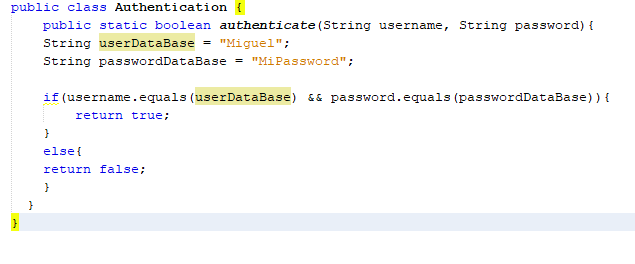 public class Authentication {
    public static boolean authenticate(String username, String password){
    String userDataBase = "Miguel";
    String passwordDataBase = "MiPassword";

    if(username.equals(userDataBase) && password.equals(passwordDataBase)){
        return true;
    }
    else{
    return false;
    }
  }
}